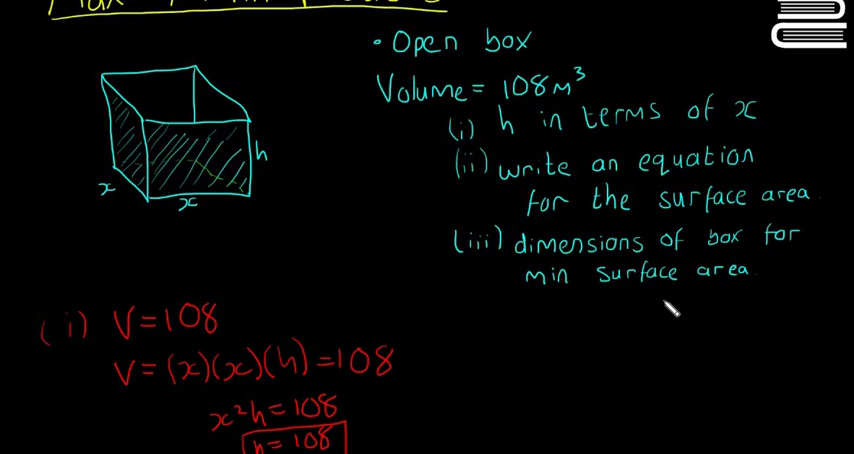 • Open box
Volume = 108m³
(i) h in terms of x
(ii) write an equation
for the surface area
(iii) dimensions of box for
min surface area
h
x
x
(i) V=108
V=(x)(x)(h)=108
x²h=108
h=108